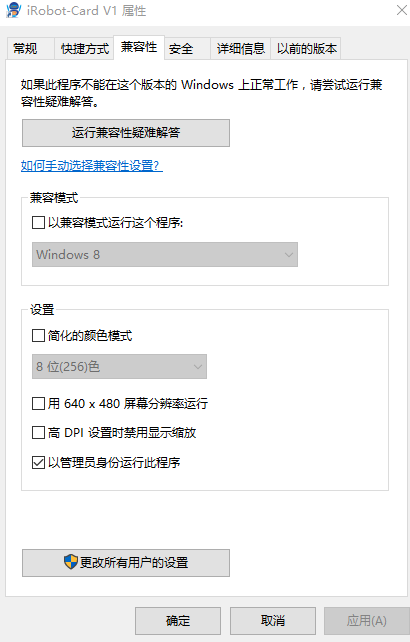 iRobot-Card V1 属性
常规 快捷方式 兼容性 安全 详细信息 以前的版本
如果此程序不能在这个版本的 Windows 上正常工作，请尝试运行兼
容性疑难解答。
运行兼容性疑难解答
如何手动选择兼容性设置？
兼容模式
以兼容模式运行这个程序:
Windows 8
设置
简化的颜色模式
8 位(256)色
用 640 x 480 屏幕分辨率运行
高 DPI 设置时禁用显示缩放
以管理员身份运行此程序
更改所有用户的设置
确定 取消 应用(A)